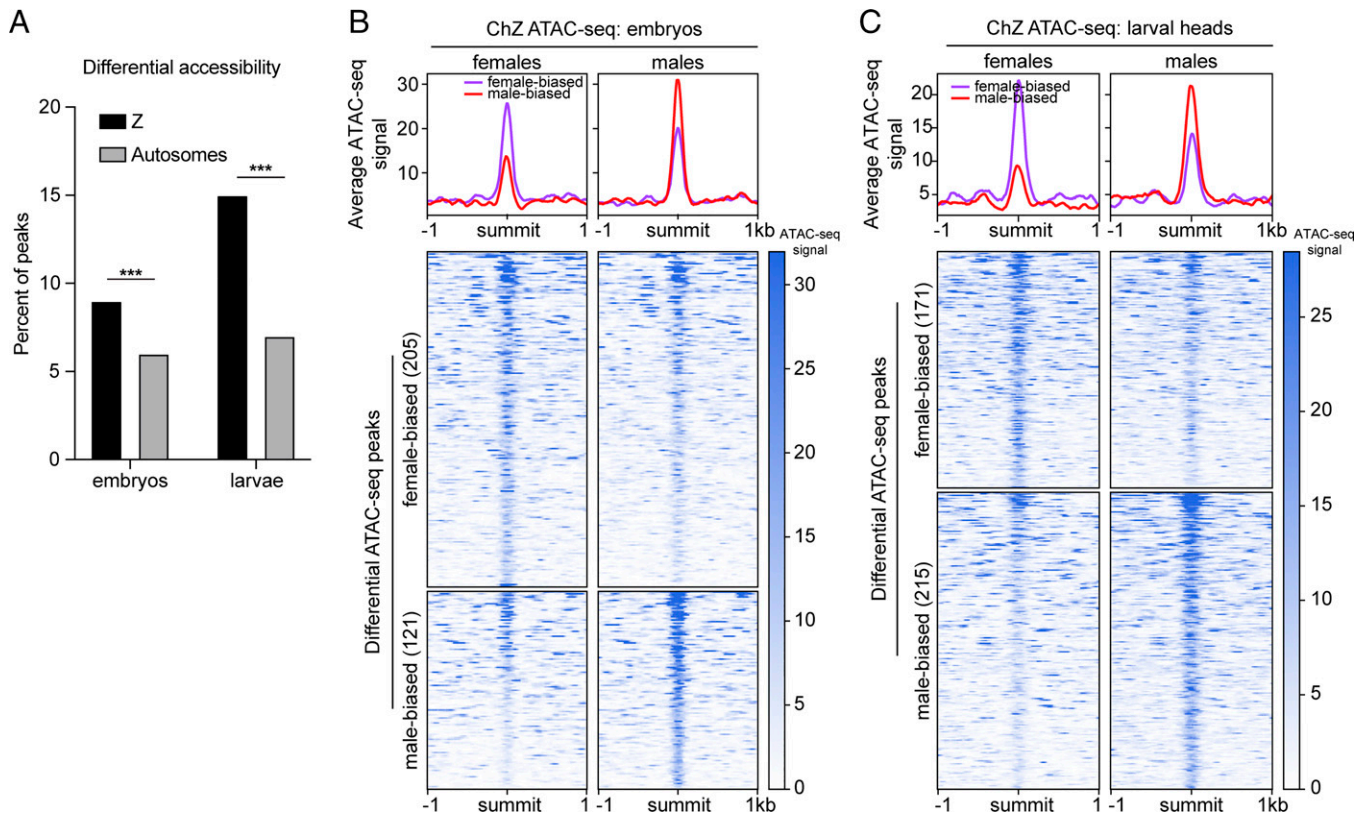 A
Differential accessibility
Percent of peaks
20
15
10
5
0
Z
Autosomes
***
***
embryos
larvae
B
ChZ ATAC-seq: embryos
females
males
Average ATAC-seq
signal
30
20
10
female-biased
male-biased
-1
summit
1
summit
1kb
ATAC-seq
signal
Differential ATAC-seq peaks
female-biased (205)
male-biased (121)
30
25
20
15
10
5
0
-1
summit
1
summit
1kb
C
ChZ ATAC-seq: larval heads
females
males
Average ATAC-seq
signal
20
15
10
5
female-biased
male-biased
-1
summit
1
summit
1kb
ATAC-seq
signal
Differential ATAC-seq peaks
female-biased (171)
male-biased (215)
25
20
15
10
5
0
-1
summit
1
summit
1kb